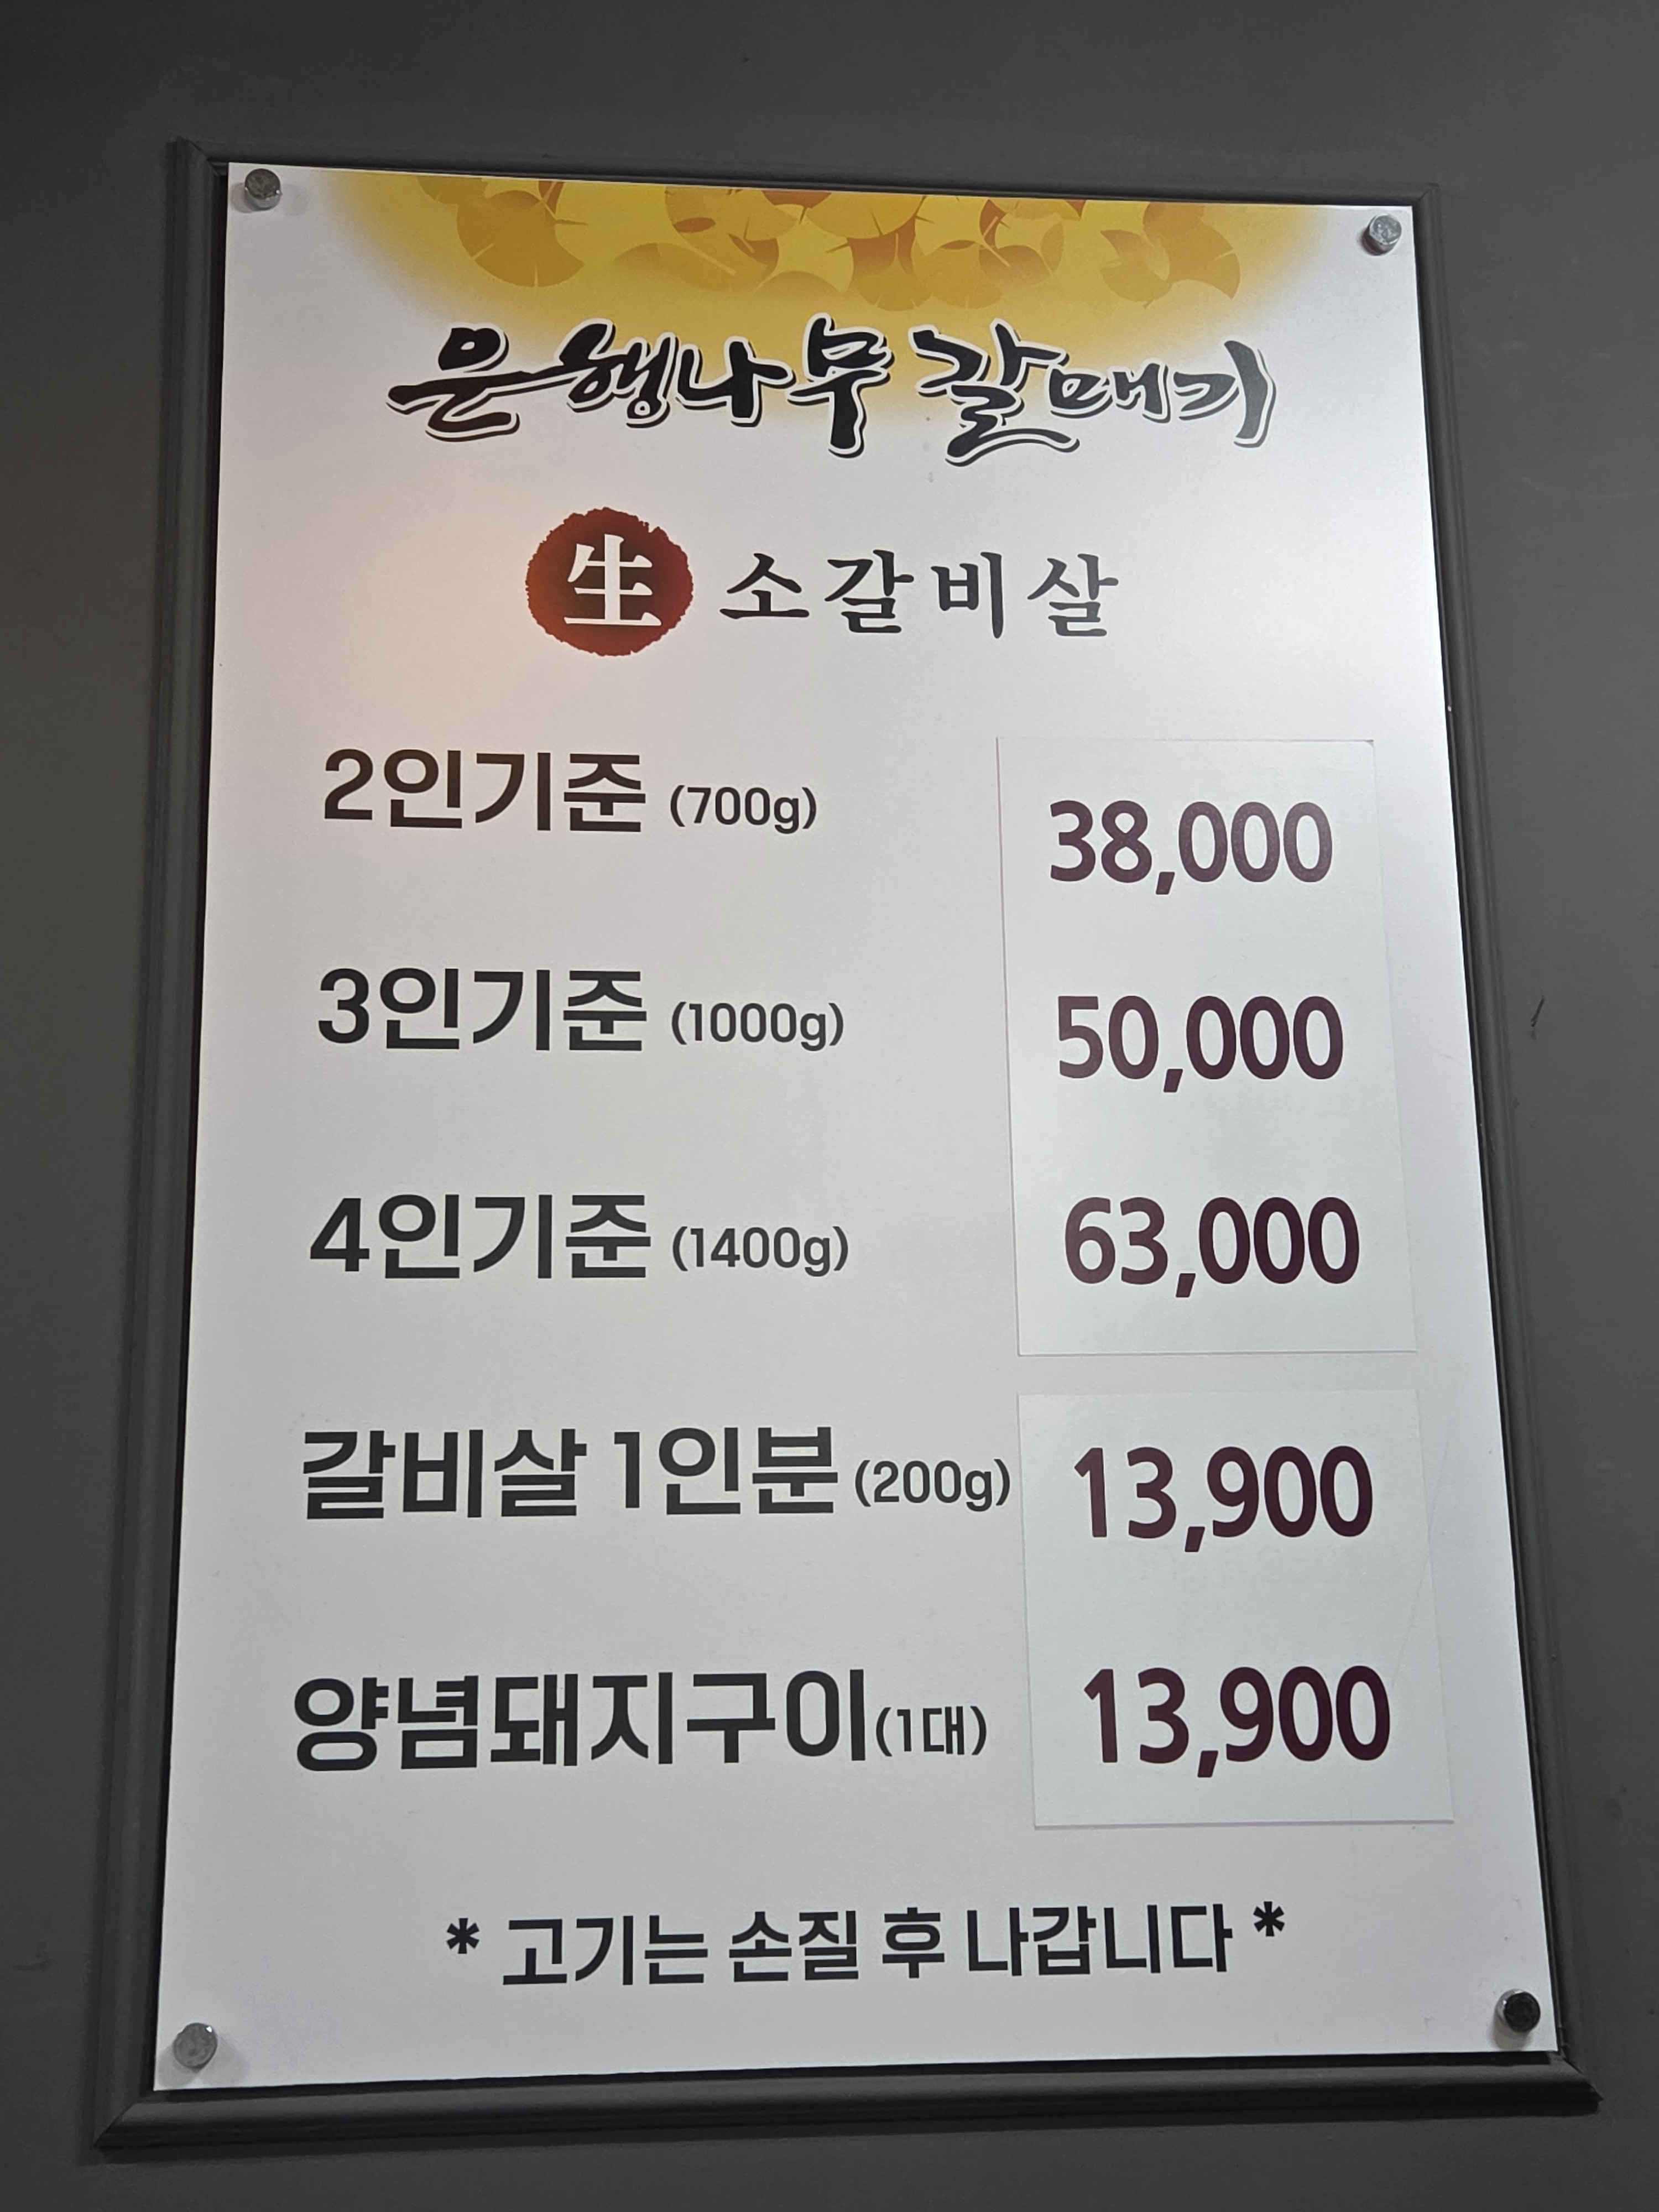 은행나무 갈매기
生 소갈비살
2인기준 (700g) 38,000
3인기준 (1000g) 50,000
4인기준 (1400g) 63,000
갈비살 1인분 (200g) 13,900
양념돼지구이(1대) 13,900
* 고기는 손질 후 나갑니다 *